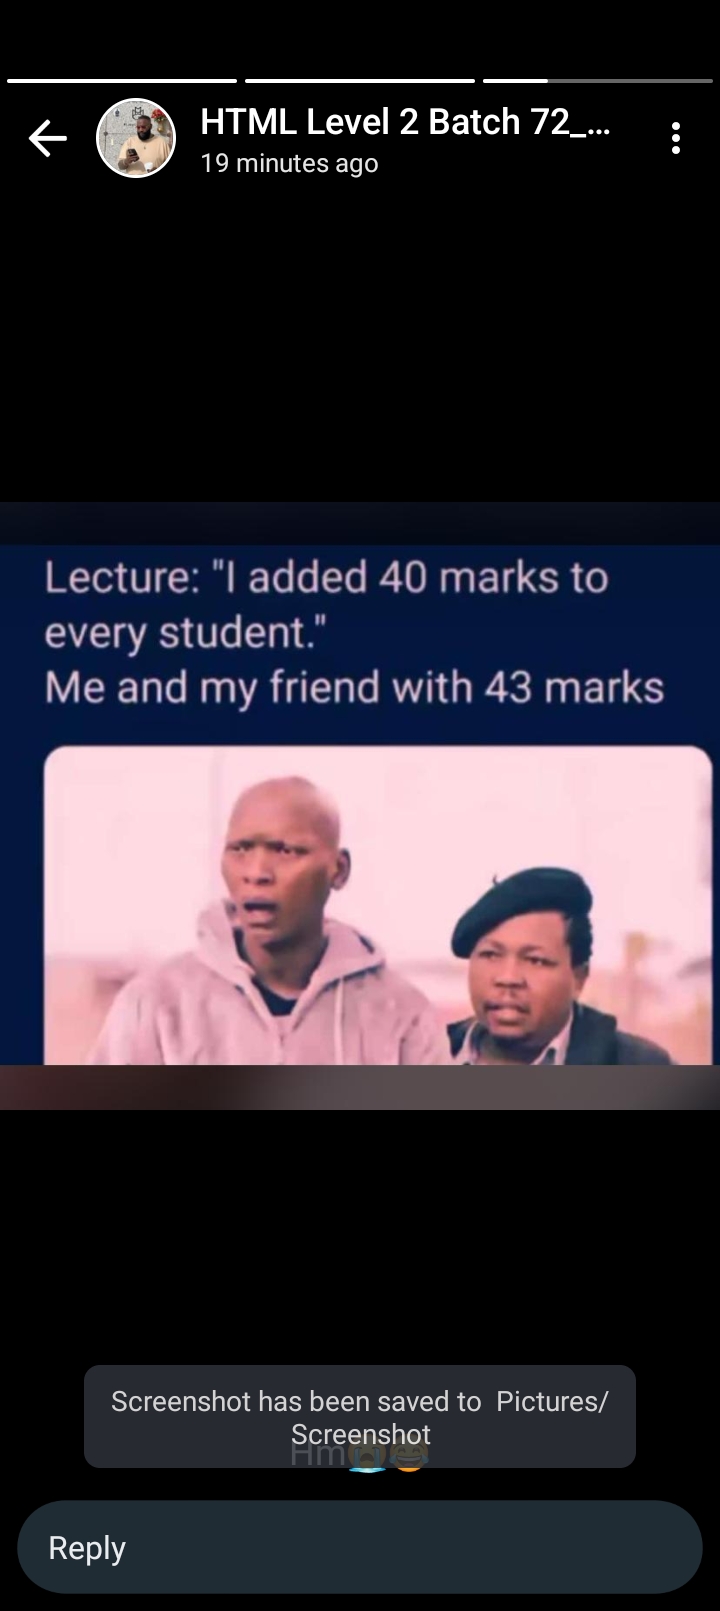 HTML Level 2 Batch 72_...
19 minutes ago
Lecture: "I added 40 marks to
every student."
Me and my friend with 43 marks
Screenshot has been saved to Pictures/
Screenshot
Hm😭😂
Reply